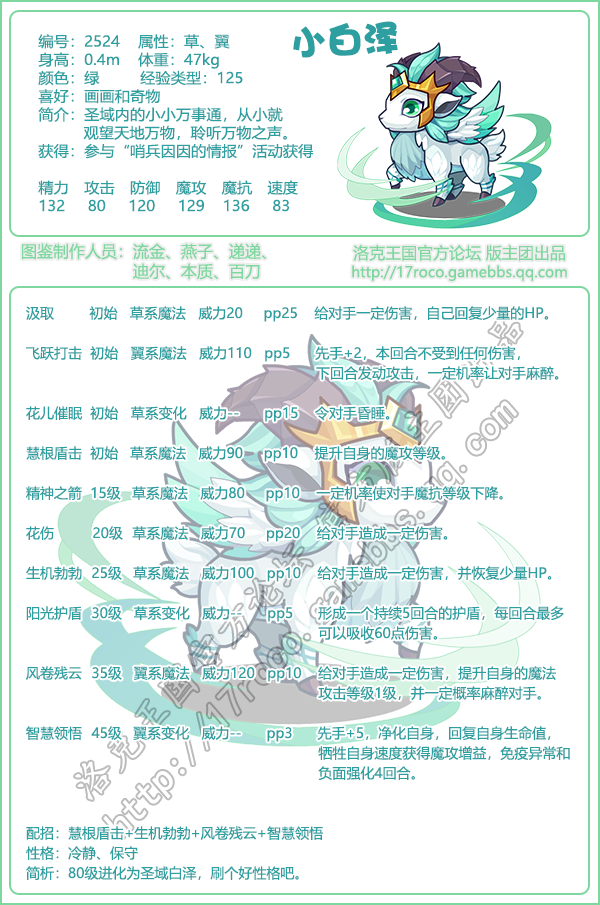 小白泽
编号：2524 属性：草、翼
身高：0.4m 体重：47kg
颜色：绿 经验类型：125
喜好：画画和奇物
简介：圣域内的小小万事通，从小就
观望天地万物，聆听万物之声。
获得：参与“哨兵因因的情报”活动获得
精力 攻击 防御 魔攻 魔抗 速度
132 80 120 129 136 83
图鉴制作人员：流金、燕子、递递、
迪尔、本质、百刀
洛克王国官方论坛 版主团出品
http://17roco.gamebbs.qq.com
汲取 初始 草系魔法 威力20 pp25 给对手一定伤害，自己回复少量的HP。
飞跃打击 初始 翼系魔法 威力110 pp5 先手+2，本回合不受到任何伤害，
下回合发动攻击，一定机率让对手麻醉。
花儿催眠 初始 草系变化 威力-- pp15 令对手昏睡。
慧根盾击 初始 草系魔法 威力90 pp10 提升自身的魔攻等级。
精神之箭 15级 草系魔法 威力80 pp10 一定机率使对手魔抗等级下降。
花伤 20级 草系魔法 威力70 pp20 给对手造成一定伤害。
生机勃勃 25级 草系魔法 威力100 pp10 给对手造成一定伤害，并恢复少量HP。
阳光护盾 30级 草系变化 威力-- pp5 形成一个持续5回合的护盾，每回合最多
可以吸收60点伤害。
风卷残云 35级 翼系魔法 威力120 pp10 给对手造成一定伤害，提升自身的魔法
攻击等级1级，并一定概率麻醉对手。
智慧领悟 45级 翼系变化 威力-- pp3 先手+5，净化自身，回复自身生命值，
牺牲自身速度获得魔攻增益，免疫异常和
负面强化4回合。
洛克王国官方论坛 版主团出品
http://17roco.gamebbs.qq.com
配招：慧根盾击+生机勃勃+风卷残云+智慧领悟
性格：冷静、保守
简析：80级进化为圣域白泽，刷个好性格吧。